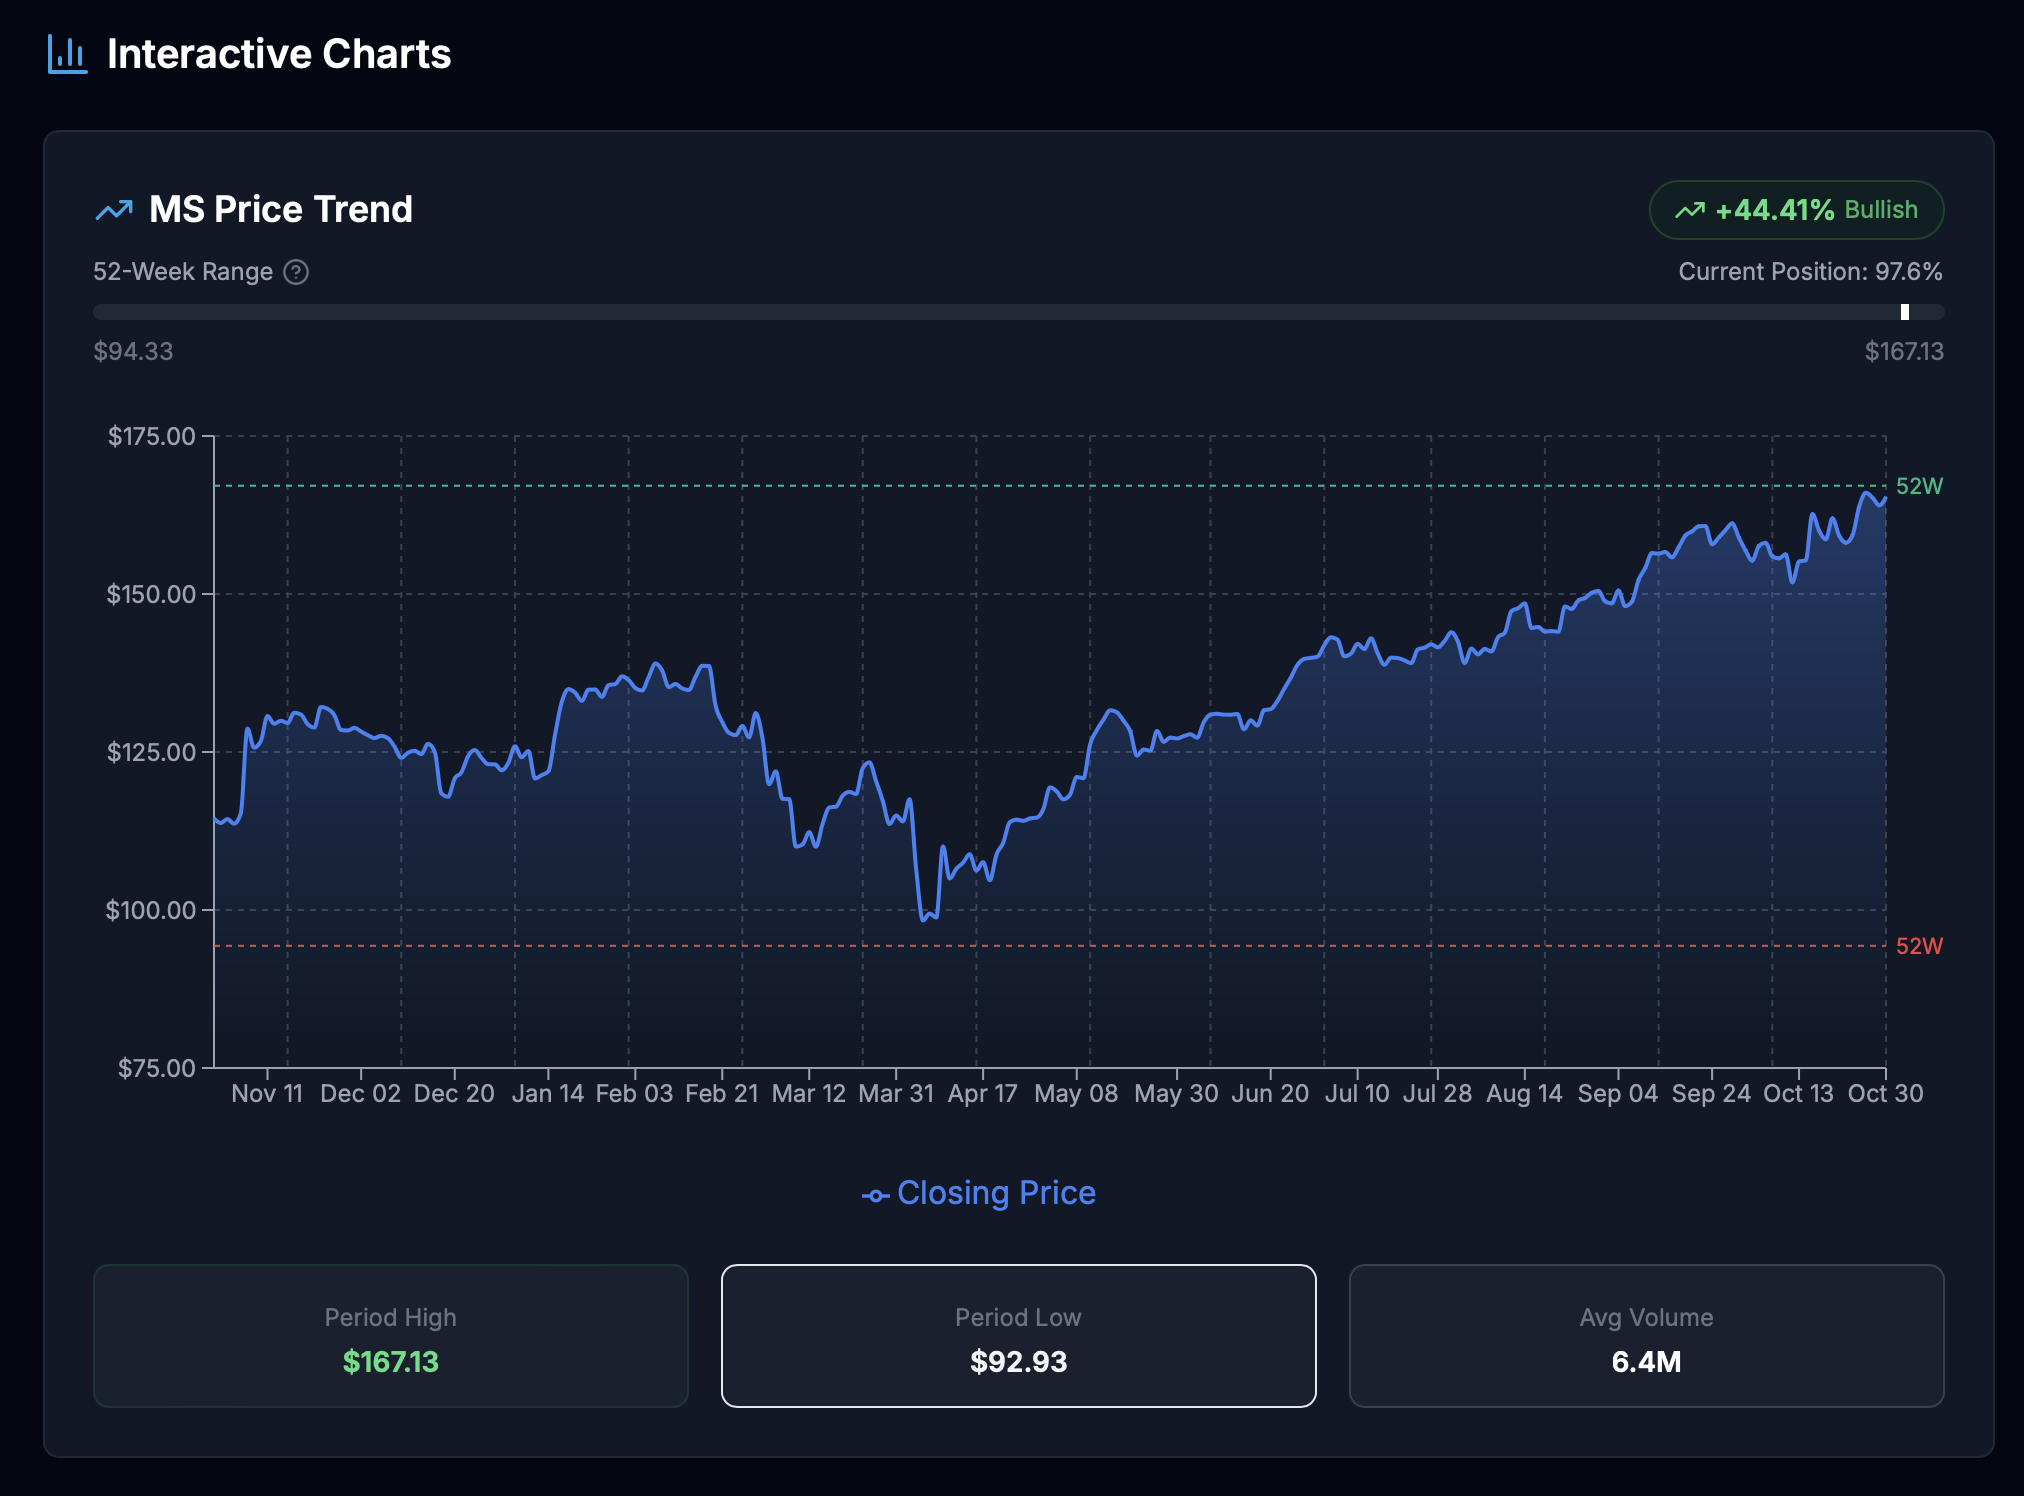 Interactive Charts
MS Price Trend
+44.41% Bullish
52-Week Range ?
Current Position: 97.6%
$94.33
$167.13
$175.00
52W
$150.00
$125.00
$100.00
52W
$75.00
Nov 11 Dec 02 Dec 20 Jan 14 Feb 03 Feb 21 Mar 12 Mar 31 Apr 17 May 08 May 30 Jun 20 Jul 10 Jul 28 Aug 14 Sep 04 Sep 24 Oct 13 Oct 30
Closing Price
Period High
$167.13
Period Low
$92.93
Avg Volume
6.4M